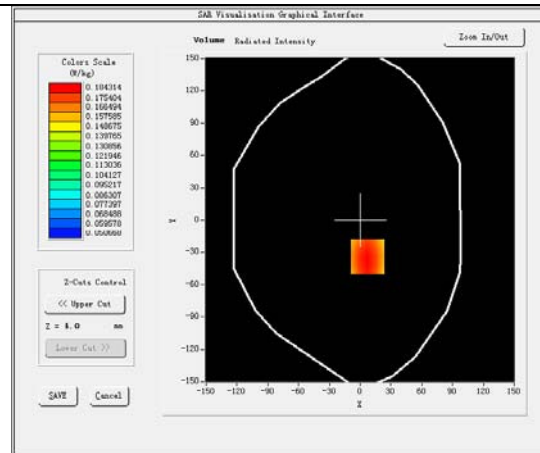 SAR Visualisation Graphical Interface
Volume Radiated Intensity
Zoom In/Out
Colors Scale
(W/kg)
0.184314
0.175404
0.166494
0.157585
0.148675
0.139765
0.130856
0.121946
0.113036
0.104127
0.095217
0.086307
0.077397
0.068488
0.059578
0.050668
Z-Cuts Control
<< Upper Cut
Z = 4.0 mm
Lower Cut >>
SAVE
Cancel
150-
120-
90-
60-
30-
0-
-30-
-60-
-90-
-120-
-150-
Y
-150 -120 -90 -60 -30 0 30 60 90 120 150
X